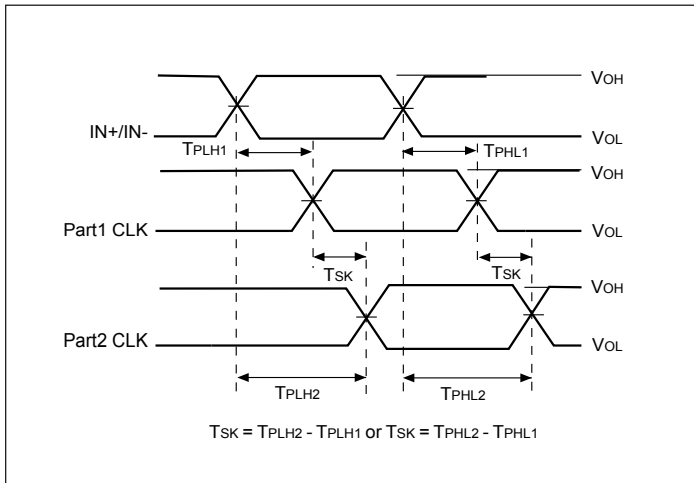 VOH
IN+/IN-
VOL
TPLH1
TPHL1
VOH
Part1 CLK
VOL
TSK
TSK
VOH
Part2 CLK
VOL
TPLH2
TPHL2
TSK = TPLH2 - TPLH1 or TSK = TPHL2 - TPHL1